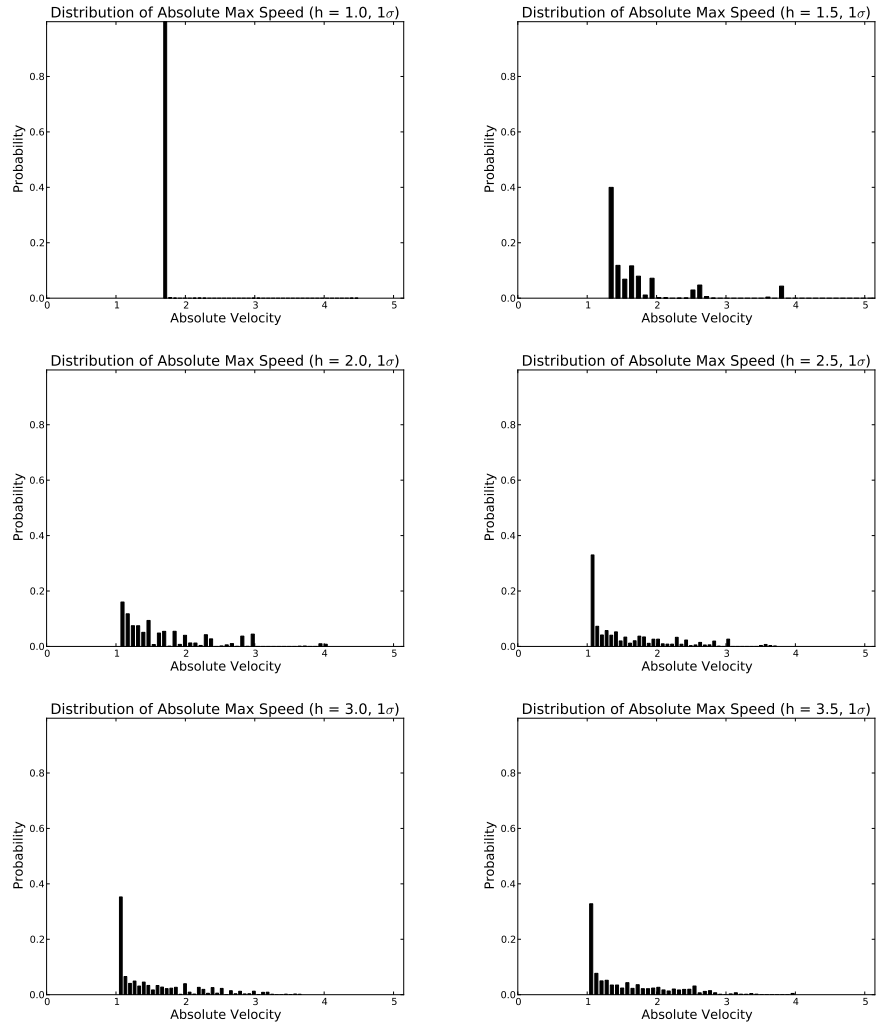 Distribution of Absolute Max Speed (h = 1.0, 1σ)
Probability
0.8
0.6
0.4
0.2
0.0
0 1 2 3 4 5
Absolute Velocity
Distribution of Absolute Max Speed (h = 1.5, 1σ)
Probability
0.8
0.6
0.4
0.2
0.0
0 1 2 3 4 5
Absolute Velocity
Distribution of Absolute Max Speed (h = 2.0, 1σ)
Probability
0.8
0.6
0.4
0.2
0.0
0 1 2 3 4 5
Absolute Velocity
Distribution of Absolute Max Speed (h = 2.5, 1σ)
Probability
0.8
0.6
0.4
0.2
0.0
0 1 2 3 4 5
Absolute Velocity
Distribution of Absolute Max Speed (h = 3.0, 1σ)
Probability
0.8
0.6
0.4
0.2
0.0
0 1 2 3 4 5
Absolute Velocity
Distribution of Absolute Max Speed (h = 3.5, 1σ)
Probability
0.8
0.6
0.4
0.2
0.0
0 1 2 3 4 5
Absolute Velocity